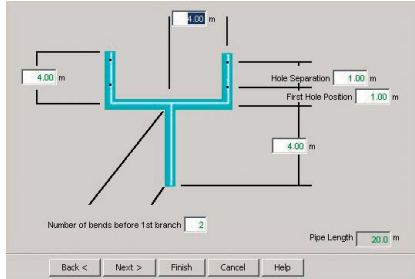 4.00 m
4.00 m
Hole Separation 1.00 m
First Hole Position 1.00 m
4.00 m
Number of bends before 1st branch 2
Pipe Length 20.0 m
Back < Next > Finish Cancel Help